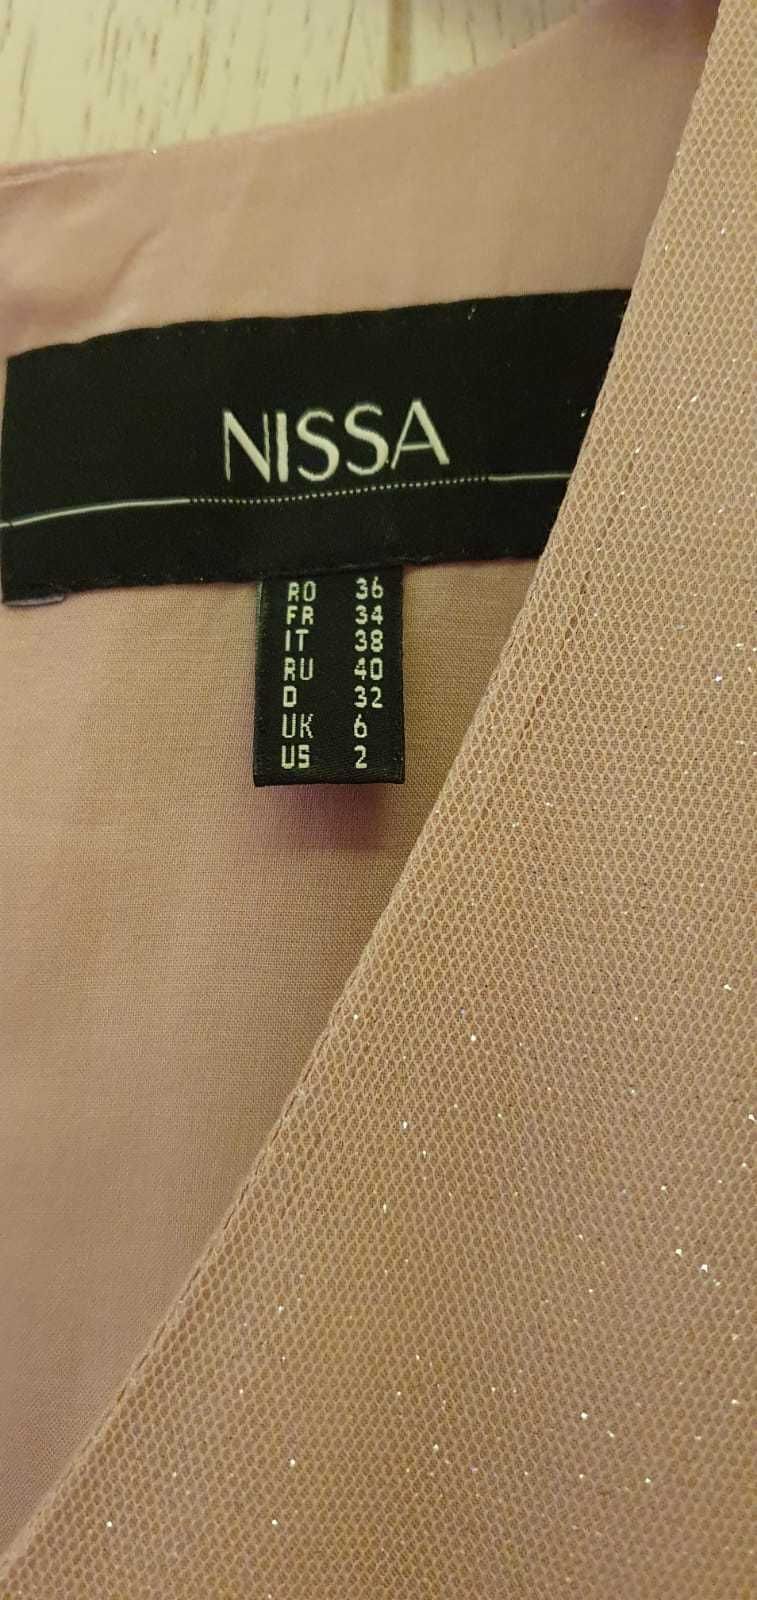 NISSA
RO 36
FR 34
IT 38
RU 40
D 32
UK 6
US 2